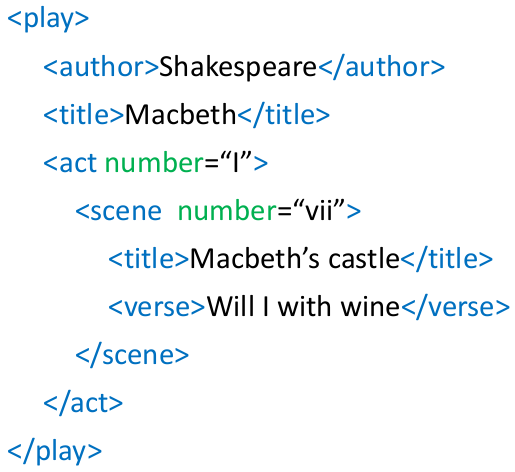 <play>
<author>Shakespeare</author>
<title>Macbeth</title>
<act number=“I”>
<scene number=“vii”>
<title>Macbeth’s castle</title>
<verse>Will I with wine</verse>
</scene>
</act>
</play>